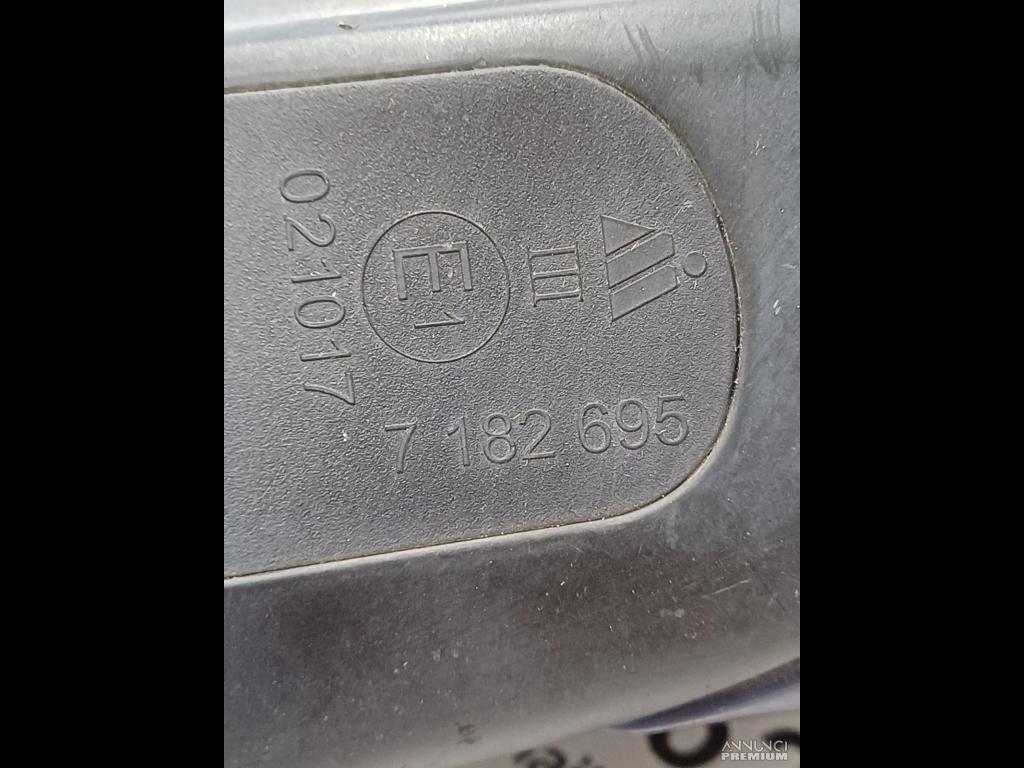 III
E1
021017
7 182 695
ANNUNCI
PREMIUM